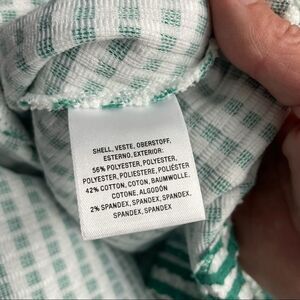 SHELL, VESTE, OBERSTOFF,
ESTERNO, EXTERIOR:
56% POLYESTER, POLYESTER,
POLYESTER, POLIESTERE, POLIÉSTER
42% COTTON, COTON, BAUMWOLLE,
COTONE, ALGODÓN
2% SPANDEX, SPANDEX, SPANDEX,
SPANDEX, SPANDEX